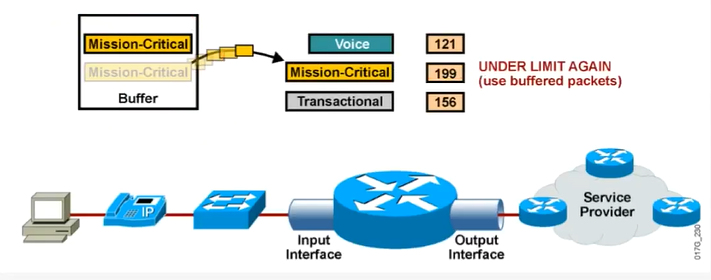 Mission-Critical
Mission-Critical
Buffer
Voice
121
Mission-Critical
199
UNDER LIMIT AGAIN
(use buffered packets)
Transactional
156
IP
Input
Interface
Output
Interface
Service
Provider
017G_230